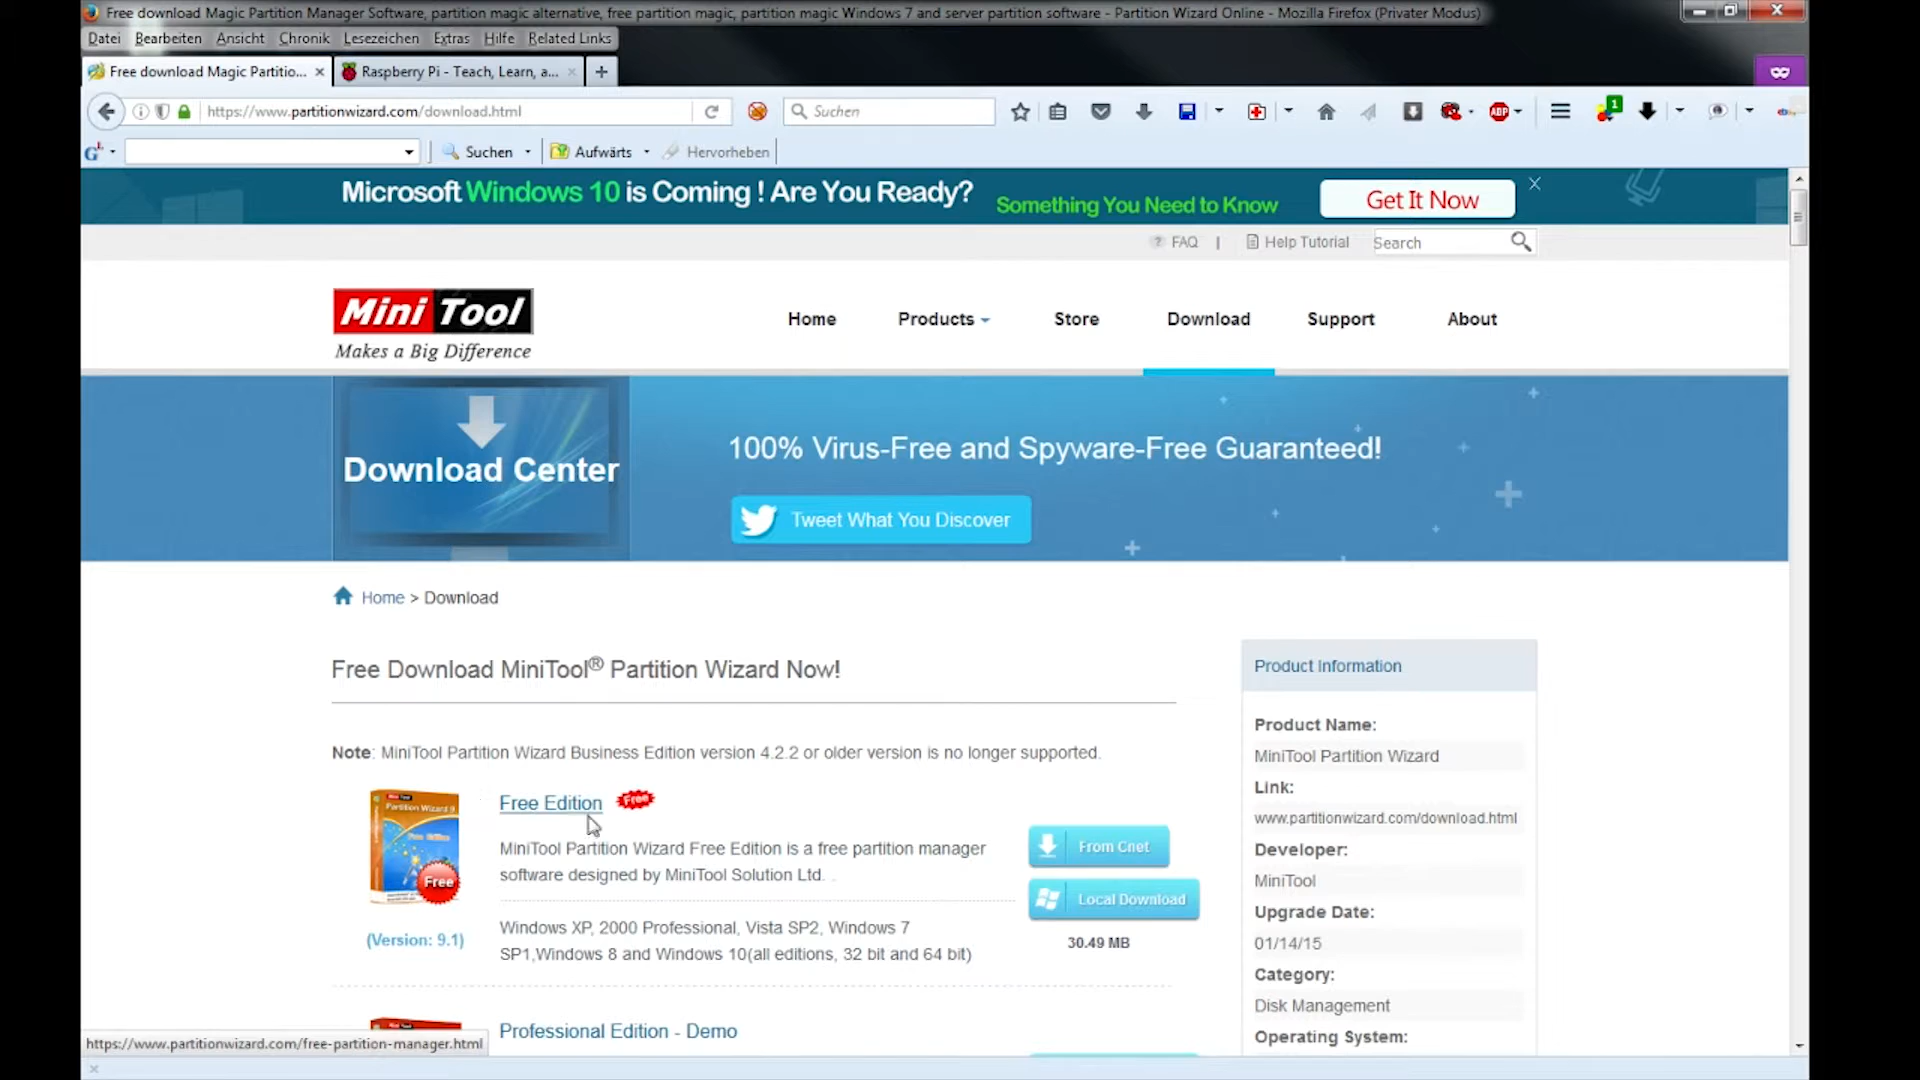 Free download Magic Partition Manager Software, partition magic alternative, free partition magic, partition magic Windows 7 and server partition software - Partition Wizard Online - Mozilla Firefox (Privater Modus)
Datei Bearbeiten Ansicht Chronik Lesezeichen Extras Hilfe Related Links
Free download Magic Partitio... Raspberry Pi - Teach, Learn, a...
https://www.partitionwizard.com/download.html Suchen ABP 1
Suchen Aufwärts Hervorheben
Microsoft Windows 10 is Coming ! Are You Ready? Something You Need to Know Get It Now
FAQ | Help Tutorial Search
Mini Tool
Makes a Big Difference
Home Products Store Download Support About
Download Center
100% Virus-Free and Spyware-Free Guaranteed!
Tweet What You Discover
Home > Download
Free Download MiniTool® Partition Wizard Now!
Note: MiniTool Partition Wizard Business Edition version 4.2.2 or older version is no longer supported.
Mini Tool
Partition Wizard 9
Free Edition
Free
(Version: 9.1)
Free Edition Free
MiniTool Partition Wizard Free Edition is a free partition manager
software designed by MiniTool Solution Ltd.
Windows XP, 2000 Professional, Vista SP2, Windows 7
SP1,Windows 8 and Windows 10(all editions, 32 bit and 64 bit)
From Cnet
Local Download
30.49 MB
Professional Edition - Demo
Product Information
Product Name:
MiniTool Partition Wizard
Link:
www.partitionwizard.com/download.html
Developer:
MiniTool
Upgrade Date:
01/14/15
Category:
Disk Management
Operating System:
https://www.partitionwizard.com/free-partition-manager.html